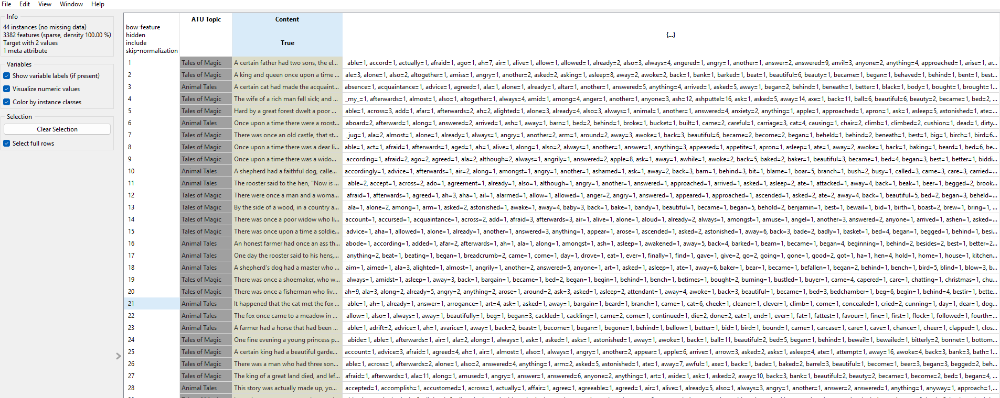 File Edit View Window Help
Info
44 instances (no missing data)
3382 features (sparse, density 100.00 %)
Target with 2 values
1 meta attribute
Variables
Show variable labels (if present)
Visualize numeric values
Color by instance classes
Selection
Clear Selection
Select full rows
ATU Topic Content {...}
bow-feature
hidden
include True
skip-normalization
1 Tales of Magic A certain father had two sons, the el... able=1, accord=1, actually=1, afraid=1, ago=1, ah=7, air=1, alive=1, allow=1, allowed=1, already=2, also=3, always=4, angered=1, angry=1, another=1, answer=2, answered=9, anvil=3, anyone=2, anything=4, approached=1, arise=1, ar...
2 Tales of Magic A king and queen once upon a time ... ale=3, alone=1, also=2, altogether=1, amiss=1, angry=1, another=2, asked=2, asking=1, asleep=8, away=2, awoke=2, back=1, bank=1, barked=1, beat=1, beautiful=6, beauty=1, became=1, began=1, behaved=1, behind=1, bent=1, best...
3 Animal Tales A certain cat had made the acquaint... absence=1, acquaintance=1, advice=1, agreed=1, ala=1, alone=1, already=1, altar=1, another=1, answered=5, anything=4, arrived=1, asked=5, away=1, began=2, behind=1, beneath=1, better=1, black=1, body=1, bought=1, brought=1...
4 Tales of Magic The wife of a rich man fell sick; and ... _my_=1, afterwards=1, almost=1, also=1, altogether=1, always=4, amid=1, among=4, anger=1, another=1, anyone=3, ash=12, ashputtel=16, ask=1, asked=5, away=14, axe=1, back=11, ball=6, beautiful=6, beauty=2, became=1, bed=2, ...
5 Tales of Magic Hard by a great forest dwelt a poor ... able=1, across=3, add=1, afar=1, afterwards=2, ah=2, alighted=1, alone=3, already=4, also=3, always=1, animal=1, another=1, answered=4, anxiety=2, anything=1, apple=1, approached=1, apron=1, ask=1, asleep=5, astonished=1, ate=...
6 Animal Tales Once upon a time there were a roost... aboard=2, afterward=1, along=1, answered=2, arrived=1, ash=1, away=1, barn=1, bed=2, behind=1, broke=1, bucket=1, built=1, came=2, careful=1, carriage=3, cat=4, causing=1, chair=2, climb=1, climbed=2, cushion=1, dead=1, dirty...
7 Tales of Magic There was once an old castle, that st... _jug=1, ala=2, almost=1, alone=1, already=1, always=1, angry=1, another=2, arm=1, around=2, away=3, awoke=1, back=3, beautiful=6, became=2, become=2, began=1, beheld=1, behind=2, beneath=1, best=1, big=1, birch=1, bird=6...
8 Tales of Magic Once upon a time there was a dear li... able=1, act=1, afraid=1, afterwards=1, aged=1, ah=1, alive=1, along=1, also=2, always=1, another=1, answer=1, anything=3, appeased=1, appetite=1, apron=1, asleep=1, ate=1, away=2, awoke=1, back=1, baking=1, beard=1, bed=6, be...
9 Tales of Magic Once upon a time there was a wido... according=1, afraid=2, ago=2, agreed=1, ala=2, although=2, always=1, angrily=1, answered=2, apple=8, ask=1, away=1, awhile=1, awoke=2, back=5, baked=2, baker=1, beautiful=3, became=1, bed=4, began=3, best=1, better=1, biddi...
10 Animal Tales A shepherd had a faithful dog, calle... accordingly=1, advice=1, afterwards=1, air=2, along=1, amongst=1, angry=1, another=1, ashamed=1, ask=1, away=2, back=3, barn=1, behind=3, bit=1, blame=1, boar=5, branch=1, bush=2, busy=1, called=3, came=3, care=3, carried=...
11 Animal Tales The rooster said to the hen, "Now is ... able=2, accept=1, across=2, ado=1, agreement=1, already=1, also=1, although=1, angry=1, another=1, answered=1, approached=1, arrived=1, asked=1, asleep=2, ate=1, attacked=1, away=4, back=1, beak=1, beer=1, begged=2, brook...
12 Tales of Magic There were once a man and a woma... afraid=1, afterwards=1, agreed=1, ah=3, aha=1, ail=1, alarmed=1, allow=1, allowed=1, anger=2, angry=1, answered=1, appeared=1, approached=1, ascended=1, asked=2, ate=2, away=4, back=1, beautiful=5, bed=2, began=3, beheld=...
13 Tales of Magic By the side of a wood, in a country a... ala=1, alone=2, among=1, arm=1, asked=2, astonished=1, awake=1, away=4, baby=3, back=1, bake=1, bandy=1, beautiful=1, became=1, began=5, behold=2, benjamin=1, best=1, bewail=1, bid=1, birth=1, boast=2, brew=1, bring=1, ...
14 Tales of Magic There was once a poor widow who li... account=1, accursed=1, acquaintance=1, across=2, add=1, afraid=3, afterwards=3, air=1, alive=1, alone=1, aloud=1, already=2, always=1, amongst=1, amuse=1, angel=1, another=3, answered=2, anyone=1, arrived=1, ashen=1, asked=...
15 Tales of Magic There was once upon a time a soldie... advice=1, aha=1, allowed=1, alone=1, already=1, another=1, answered=3, anything=1, appear=1, arose=1, ascended=1, asked=2, astonished=1, away=6, back=3, bade=2, badly=1, basket=1, bed=4, began=1, begged=1, behind=1, besi...
16 Animal Tales An honest farmer had once an ass th... abode=1, according=1, added=1, afar=2, afterwards=1, ah=1, ala=1, along=1, amongst=1, ash=1, asleep=1, awakened=1, away=5, back=4, barked=1, beam=1, became=1, began=4, beginning=1, behind=2, besides=2, best=1, better=2...
17 Animal Tales One day the rooster said to his hens,... anything=2, beat=1, beating=1, began=1, breadcrumb=2, came=1, come=1, day=1, drove=1, eat=1, ever=1, finally=1, find=1, gave=1, give=2, go=2, going=1, gone=1, good=2, got=1, ha=1, hen=4, hold=1, home=1, house=1, kitchen...
18 Animal Tales A shepherd's dog had a master who ... aim=1, aimed=1, ala=3, alighted=1, almost=1, angrily=1, another=2, answered=5, anyone=1, art=1, asked=1, asleep=1, ate=1, away=6, baker=1, bear=1, became=1, befallen=1, began=2, behind=1, bench=1, bird=5, blind=1, blow=3, b...
19 Tales of Magic There was once a shoemaker, who w... always=1, amidst=1, asleep=1, away=3, back=1, bargain=1, became=1, bed=2, began=1, begin=1, behind=1, bench=1, betimes=1, bought=2, burning=1, bustled=1, buyer=1, came=4, capered=1, care=1, chatting=1, christmas=1, chu...
20 Tales of Magic There was once a fisherman who liv... ah=9, ala=3, along=2, already=5, angry=2, anything=2, arose=1, around=2, ask=3, asked=1, asleep=2, attendant=1, away=4, awoke=1, back=3, beautiful=1, became=1, bed=3, bedchamber=1, beg=6, begin=1, behind=4, bestir=1, bette...
21 Animal Tales It happened that the cat met the fox ... able=1, ah=1, already=1, answer=1, arrogance=1, art=4, ask=1, asked=1, away=1, bargain=1, beard=1, branch=1, came=1, cat=6, cheek=1, cleaner=1, clever=1, climb=1, come=1, concealed=1, cried=2, cunning=1, day=1, dear=1, dog...
22 Animal Tales The fox once came to a meadow in ... allow=1, also=1, always=1, away=1, beautifully=1, beg=1, began=3, cackled=1, cackling=1, came=2, come=1, continued=1, die=2, done=2, eat=1, end=1, ever=1, fat=1, fattest=1, favour=1, fine=1, first=1, flock=1, followed=1, fourth=...
23 Animal Tales A farmer had a horse that had been ... able=1, adrift=2, advice=1, ah=1, avarice=1, away=1, back=2, beast=1, become=1, began=1, begone=1, behind=1, bellow=1, better=1, bid=1, bird=1, bound=1, came=1, carcase=1, care=1, cave=1, chance=1, cheer=1, clapped=1, clos...
24 Tales of Magic One fine evening a young princess p... abide=1, able=1, afterwards=1, air=1, ala=2, along=1, always=1, ask=1, asked=1, asks=1, astonished=1, away=1, awoke=1, back=1, ball=11, beautiful=2, bed=5, began=1, behind=1, bewail=1, bewailed=1, bitterly=2, bonnet=1, bottom...
25 Tales of Magic A certain king had a beautiful garde... account=1, advice=3, afraid=1, agreed=4, ah=1, air=1, almost=1, also=1, always=1, angry=1, another=2, appear=1, apple=6, arrive=1, arrow=3, asked=2, asks=1, asleep=4, ate=1, attempt=1, away=16, awoke=4, back=3, bank=3, bath=1...
26 Tales of Magic There was a man who had three son... able=1, across=1, afterwards=2, alone=1, also=2, answered=4, anything=1, arm=2, asked=5, astonished=1, ate=1, away=7, awful=1, axe=1, back=1, bade=1, baked=2, barrel=3, beautiful=1, become=1, beer=3, began=3, begged=2, beh...
27 Tales of Magic The king of a great land died, and lef... afraid=1, afterwards=1, ala=11, along=1, amused=1, angry=1, answer=1, answered=6, anyone=2, anything=1, art=1, aside=1, ask=1, asked=2, away=10, back=3, bank=1, beautiful=2, beauty=2, became=1, become=2, bed=1, began=4, ...
28 Animal Tales This story was actually made up, yo... accepted=1, accomplish=1, accustomed=1, across=1, actually=1, affair=1, agree=1, agreeable=1, agreed=1, air=1, alive=1, already=5, also=1, always=3, angry=1, another=1, answer=2, answered=1, anything=1, anyway=1, approach=1,...